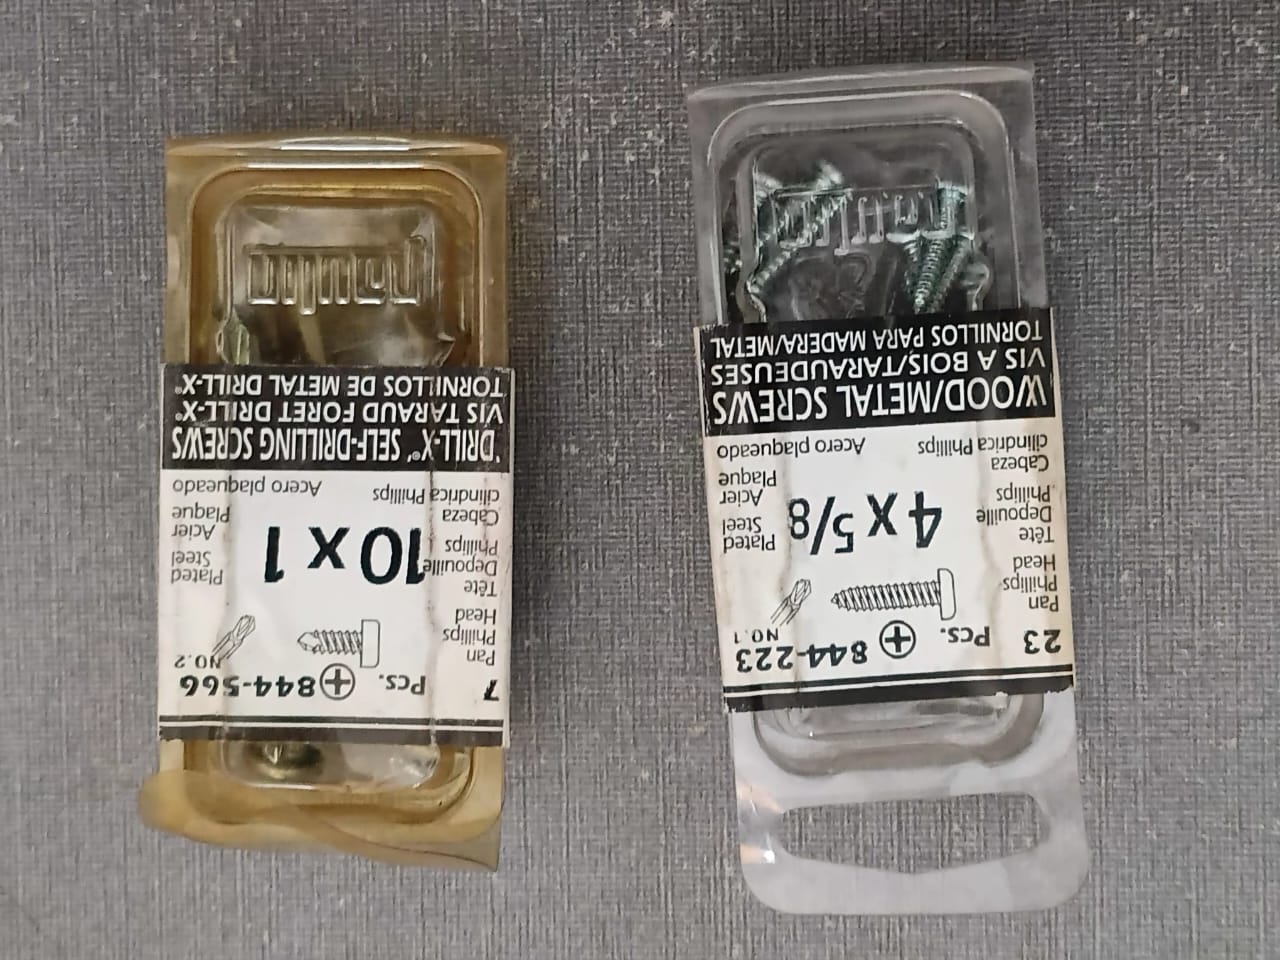 23 Pcs. 844-223
NO.1
Pan
Phillips
Head
Tête
Depouille
Phillips
Cabeza
cilindrica Phillips
4 x 5/8
Plated
Steel
Acier
Plaque
Acero plaqueado
WOOD/METAL SCREWS
VIS A BOIS/TARAUDEUSES
TORNILLOS PARA MADERA/METAL
Paulin
7 Pcs. 844-566
NO.2
Pan
Phillips
Head
Tête
Depouille
Phillips
Cabeza
cilindrica Phillips
10 x 1
Plated
Steel
Acier
Plaque
Acero plaqueado
'DRILL-X®' SELF-DRILLING SCREWS
VIS TARAUD FORET DRILL-X®
TORNILLOS DE METAL DRILL-X®
Paulin